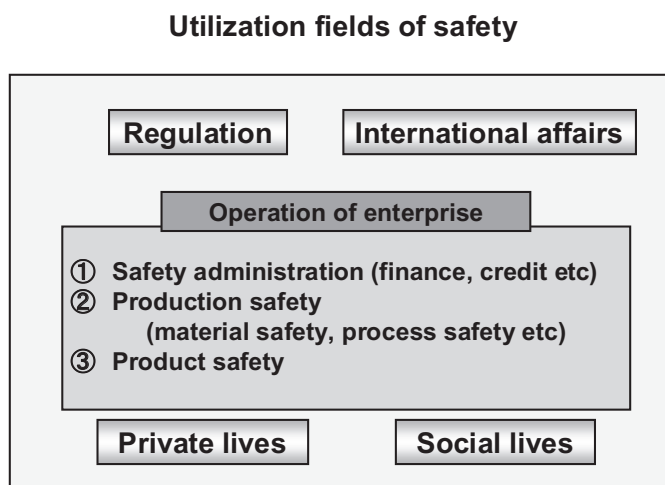 Utilization fields of safety
Regulation
International affairs
Operation of enterprise
① Safety administration (finance, credit etc)
② Production safety
(material safety, process safety etc)
③ Product safety
Private lives
Social lives